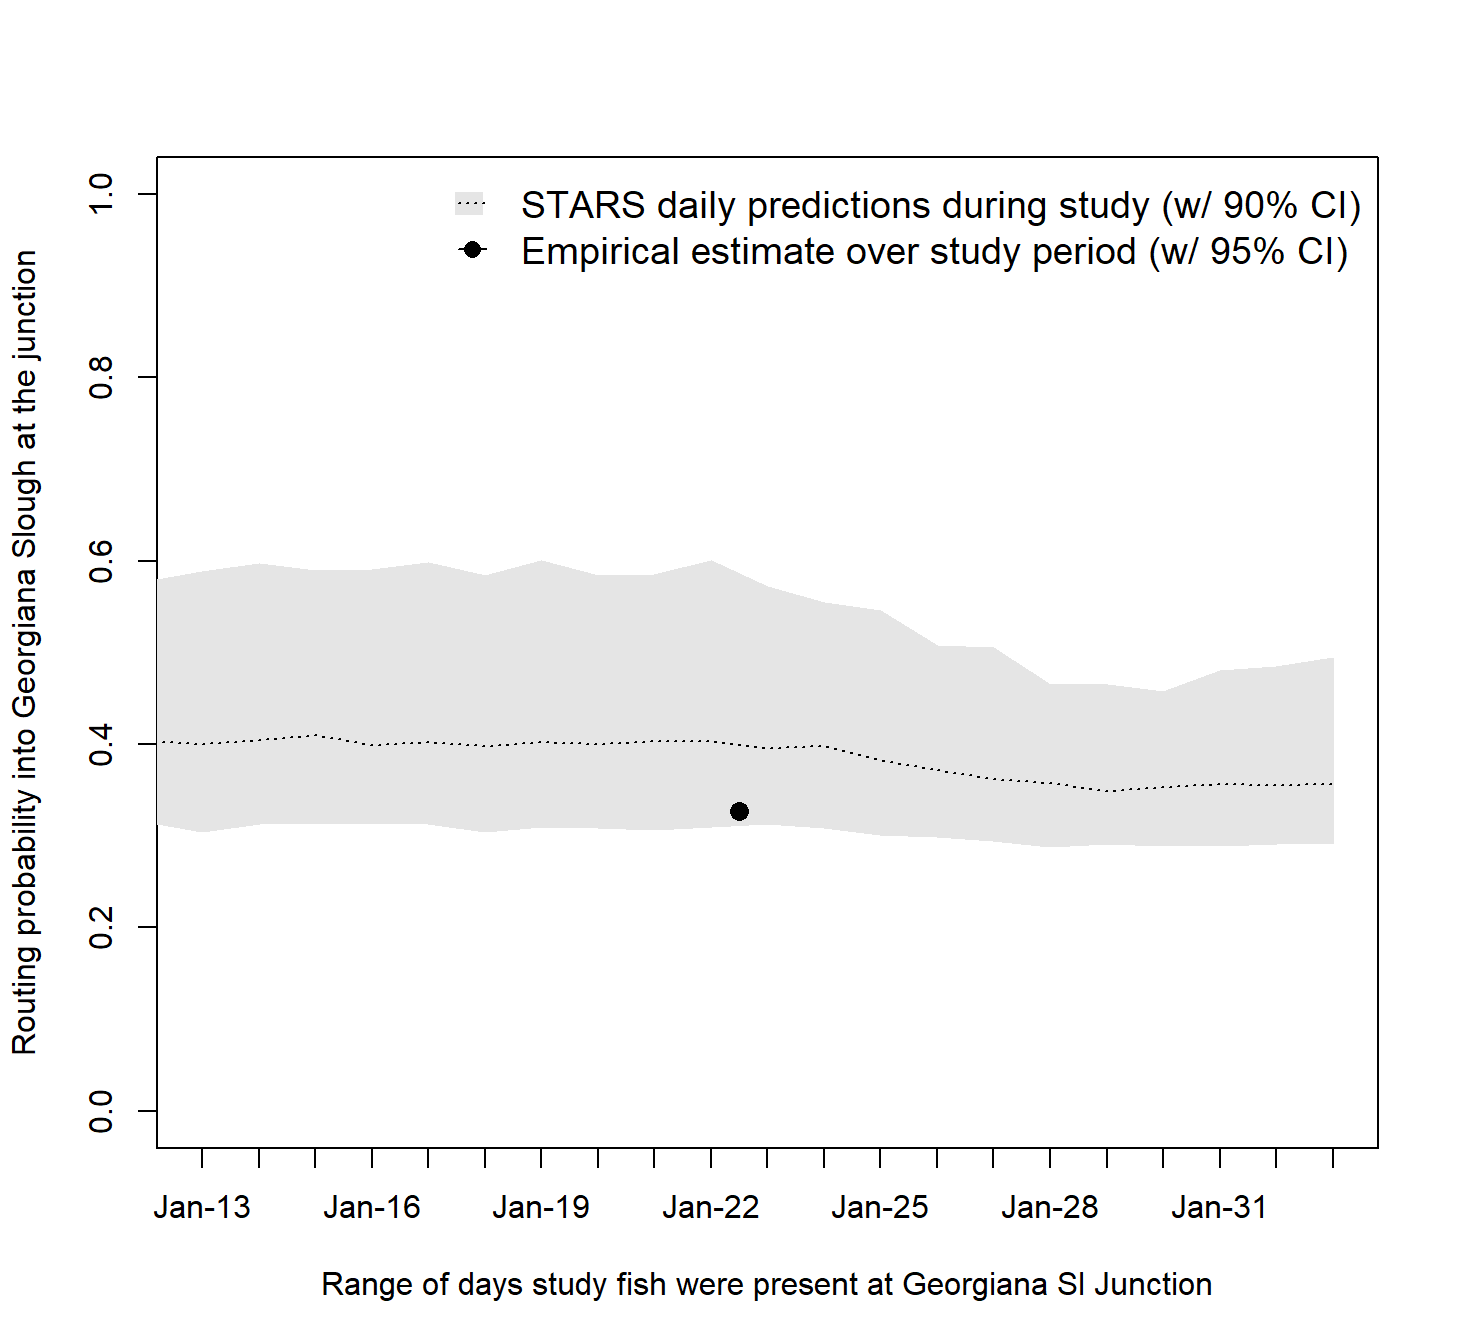 STARS daily predictions during study (w/ 90% CI)
Empirical estimate over study period (w/ 95% CI)
Routing probability into Georgiana Slough at the junction
1.0
0.8
0.6
0.4
0.2
0.0
Jan-13 Jan-16 Jan-19 Jan-22 Jan-25 Jan-28 Jan-31
Range of days study fish were present at Georgiana Sl Junction